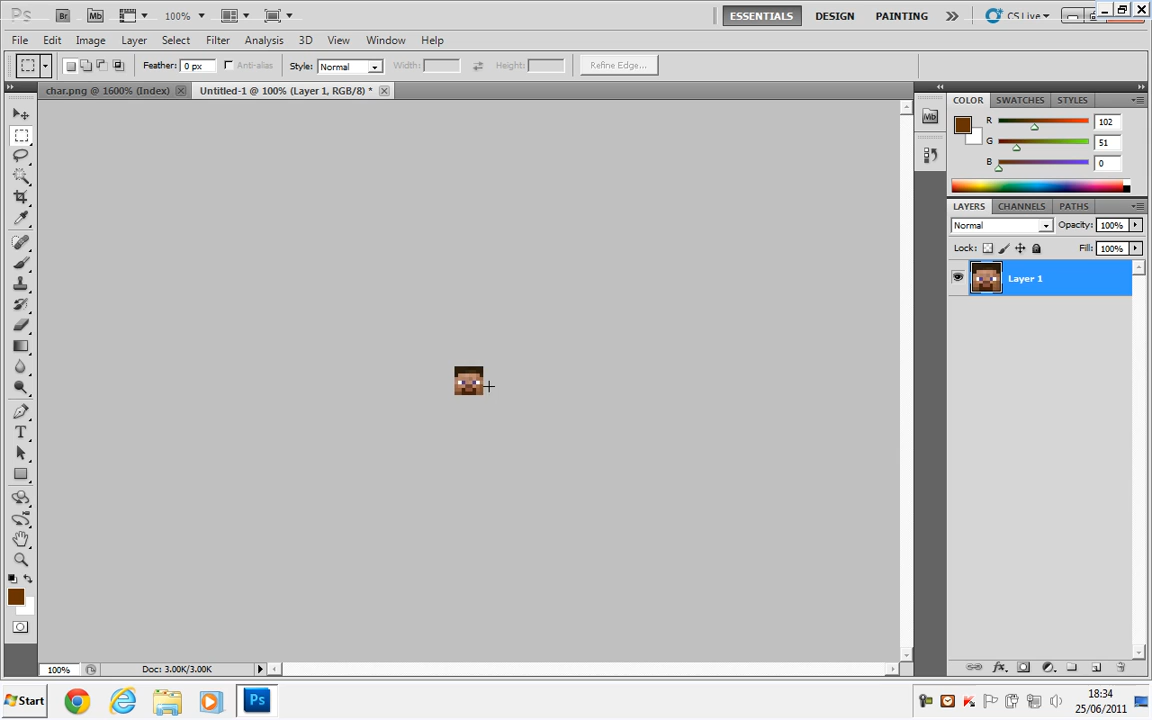 Ps Br Mb 100% ESSENTIALS DESIGN PAINTING CS Live
File Edit Image Layer Select Filter Analysis 3D View Window Help
Feather: 0 px Anti-alias Style: Normal Width: Height: Refine Edge...
char.png @ 1600% (Index) Untitled-1 @ 100% (Layer 1, RGB/8) *
COLOR SWATCHES STYLES
Mb
R 102
G 51
B 0
LAYERS CHANNELS PATHS
Normal Opacity: 100%
Lock: Fill: 100%
Layer 1
T
100% Doc: 3.00K/3.00K
fx.
Start Ps 18:34
25/06/2011